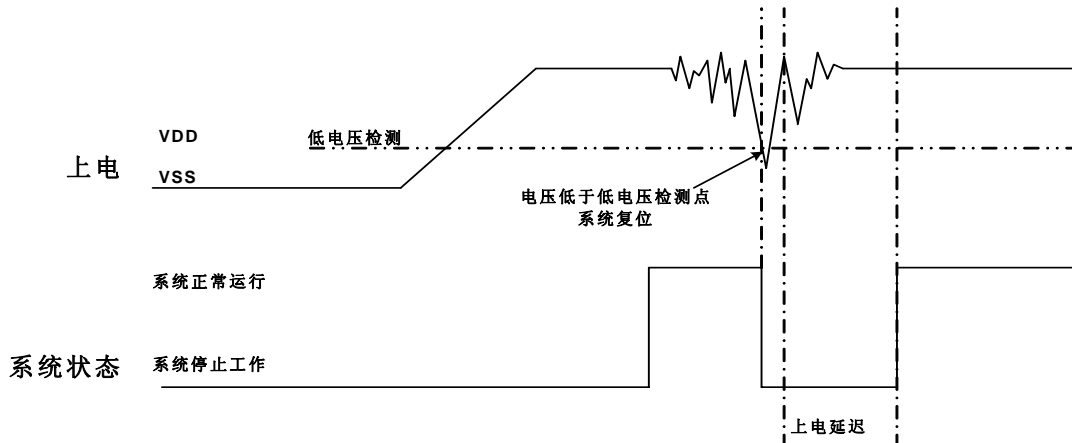 VDD
低电压检测
上电
VSS
电压低于低电压检测点
系统复位
系统正常运行
系统状态
系统停止工作
上电延迟